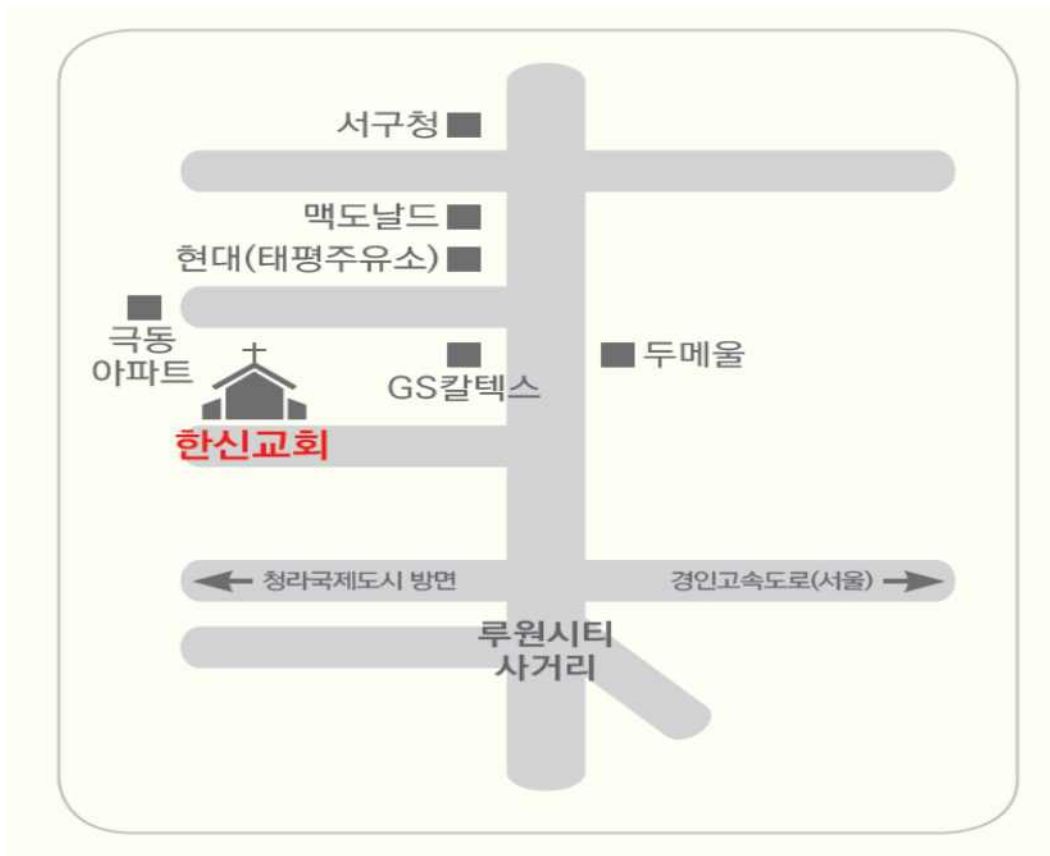 서구청
맥도날드
현대(태평주유소)
극동
아파트
GS칼텍스
두메울
한신교회
청라국제도시 방면
경인고속도로(서울)
루원시티
사거리